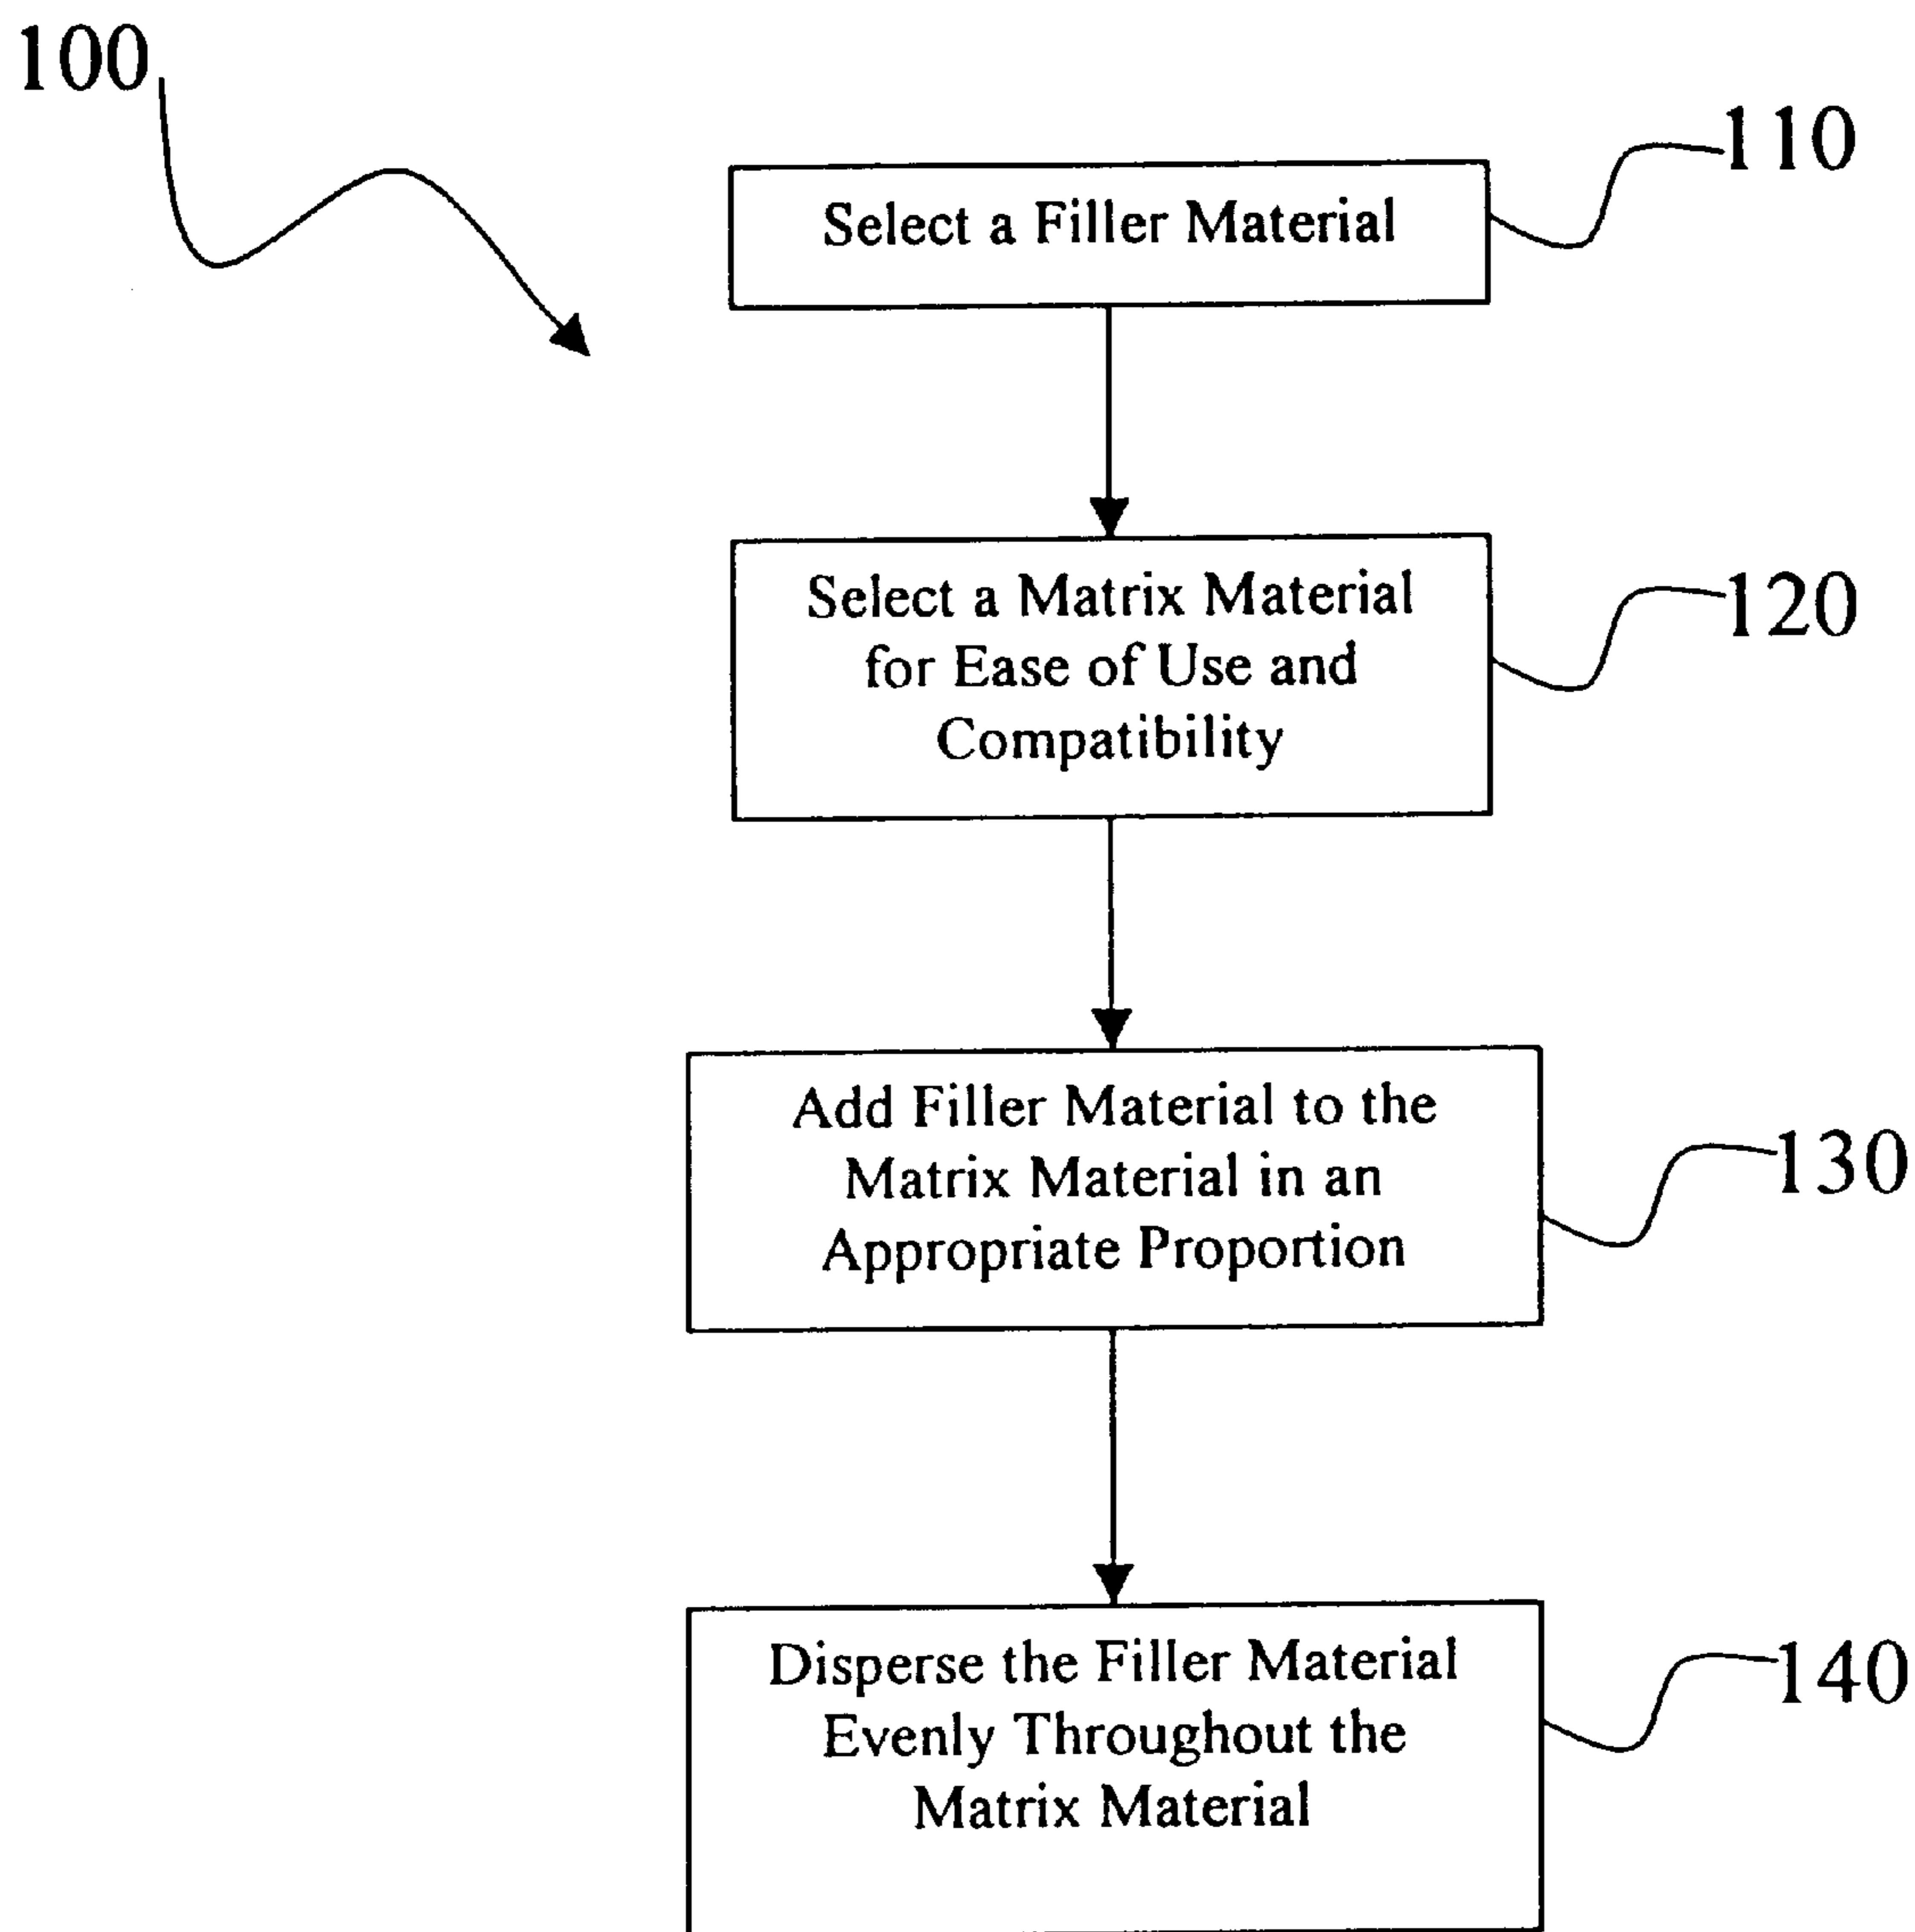 100
110
Select a Filler Material
Select a Matrix Material
for Ease of Use and
Compatibility
120
Add Filler Material to the
Matrix Material in an
Appropriate Proportion
130
Disperse the Filler Material
Evenly Throughout the
Matrix Material
140